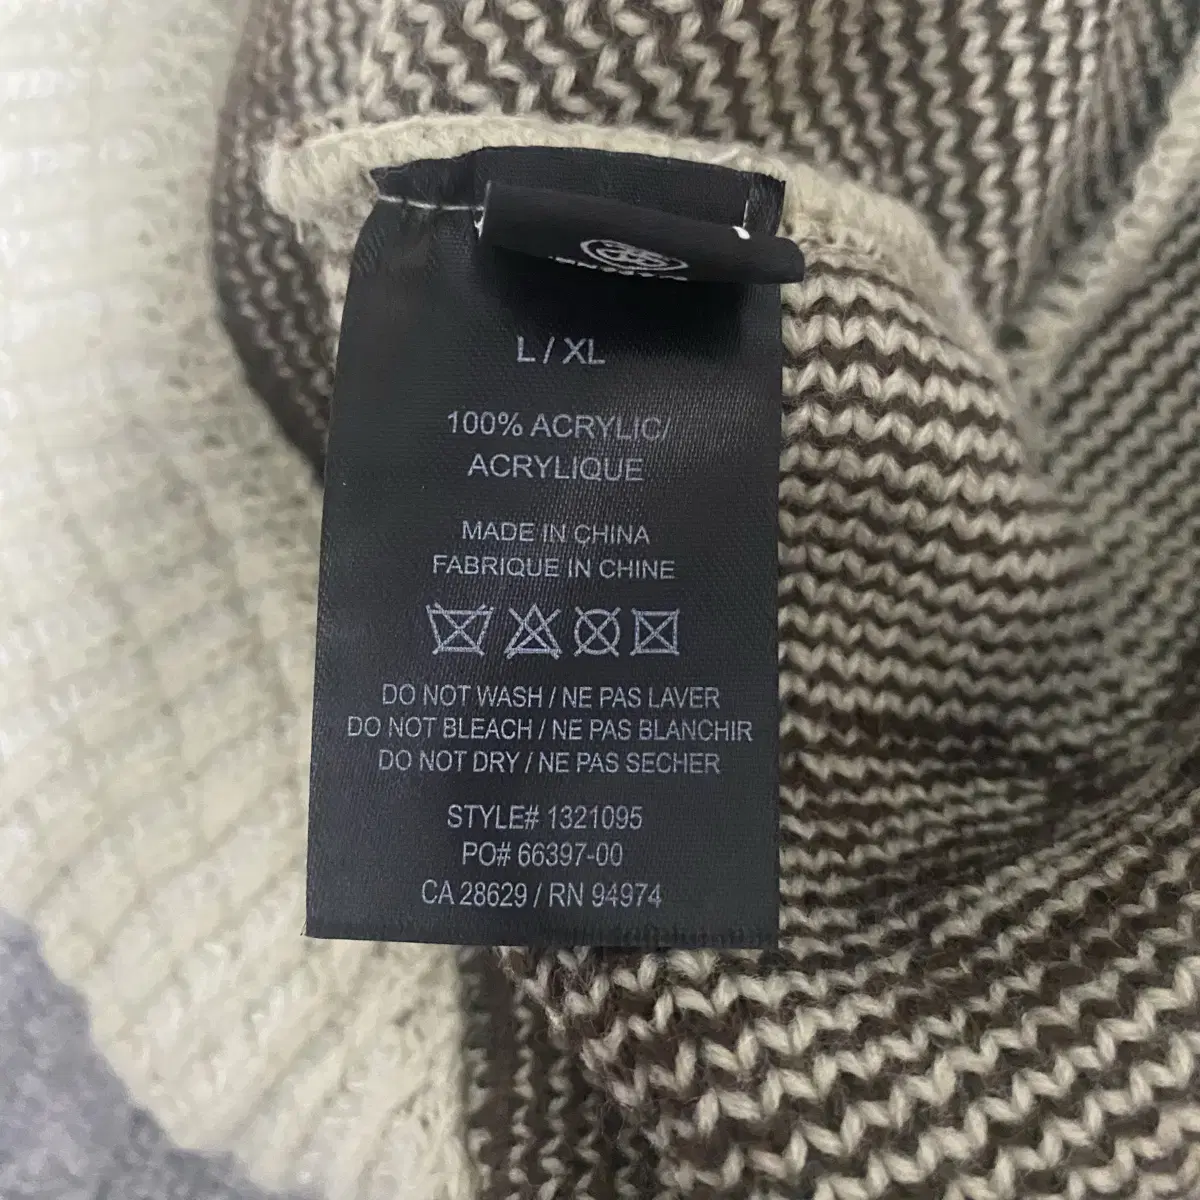 L / XL
100% ACRYLIC/
ACRYLIQUE
MADE IN CHINA
FABRIQUE IN CHINE
DO NOT WASH / NE PAS LAVER
DO NOT BLEACH / NE PAS BLANCHIR
DO NOT DRY / NE PAS SECHER
STYLE# 1321095
PO# 66397-00
CA 28629 / RN 94974